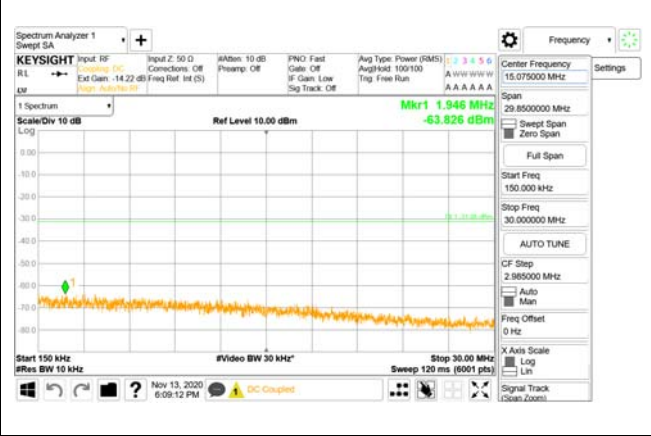 Spectrum Analyzer 1
Swept SA
Frequency
KEYSIGHT Input: RF Input Z: 50 Ω #Atten: 10 dB PNO: Fast Avg Type: Power (RMS) 1 2 3 4 5 6
R L Coupling: DC Corrections: Off Preamp: Off Gate: Off Avg|Hold: 100/100 A W W W W W
Ext Gain: -14.22 dB Freq Ref: Int (S) IF Gain: Low Trig: Free Run
Align: Auto/No RF Sig Track: Off A A A A A A
1 Spectrum
Mkr1 1.946 MHz
Scale/Div 10 dB Ref Level 10.00 dBm -63.826 dBm
Log
0.00
-10.0
-20.0
-30.0
-40.0
-50.0
-60.0
1
-70.0
-80.0
Start 150 kHz #Video BW 30 kHz* Stop 30.00 MHz
#Res BW 10 kHz Sweep 120 ms (6001 pts)
Nov 13, 2020
6:09:12 PM
DC Coupled
Center Frequency
15.075000 MHz
Settings
Span
29.8500000 MHz
Swept Span
Zero Span
Full Span
Start Freq
150.000 kHz
Stop Freq
30.000000 MHz
AUTO TUNE
CF Step
2.985000 MHz
Auto
Man
Freq Offset
0 Hz
X Axis Scale
Log
Lin
Signal Track
(Span Zoom)